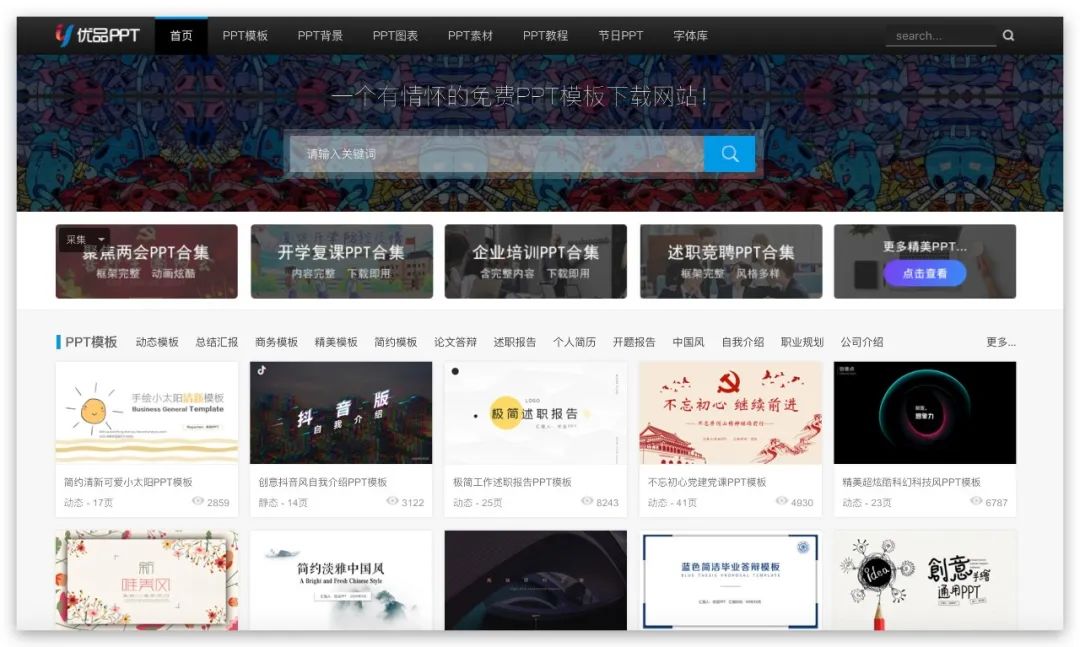 优品PPT 首页 PPT模板 PPT背景 PPT图表 PPT素材 PPT教程 节日PPT 字体库 search...
一个有情怀的免费PPT模板下载网站!
请输入关键词
采集
聚焦两会PPT合集 开学复课PPT合集 企业培训PPT合集 述职竞聘PPT合集 更多精美PPT...
框架完整 动画炫酷 内容完整 下载即用 含完整内容 下载即用 框架完整 风格多样 点击查看
PPT模板 动态模板 总结汇报 商务模板 精美模板 简约模板 论文答辩 述职报告 个人简历 开题报告 中国风 自我介绍 职业规划 公司介绍 更多...
手绘小太阳清新模板
Business General Template
抖音版
自我介绍
LOGO
极简述职报告
不忘初心 继续前进
简约清新可爱小太阳PPT模板 创意抖音风自我介绍PPT模板 极简工作述职报告PPT模板 不忘初心党建党课PPT模板 精美超炫酷科幻科技风PPT模板
动态 - 17页 2859 静态 - 14页 3122 动态 - 25页 8243 动态 - 41页 4930 动态 - 23页 6787
新
唯美风
简约淡雅中国风
A Bright and Fresh Chinese Style
蓝色简洁毕业答辩模板
BLUE THESIS PROPOSAL TEMPLATE
Idea
創意手绘
通用PPT